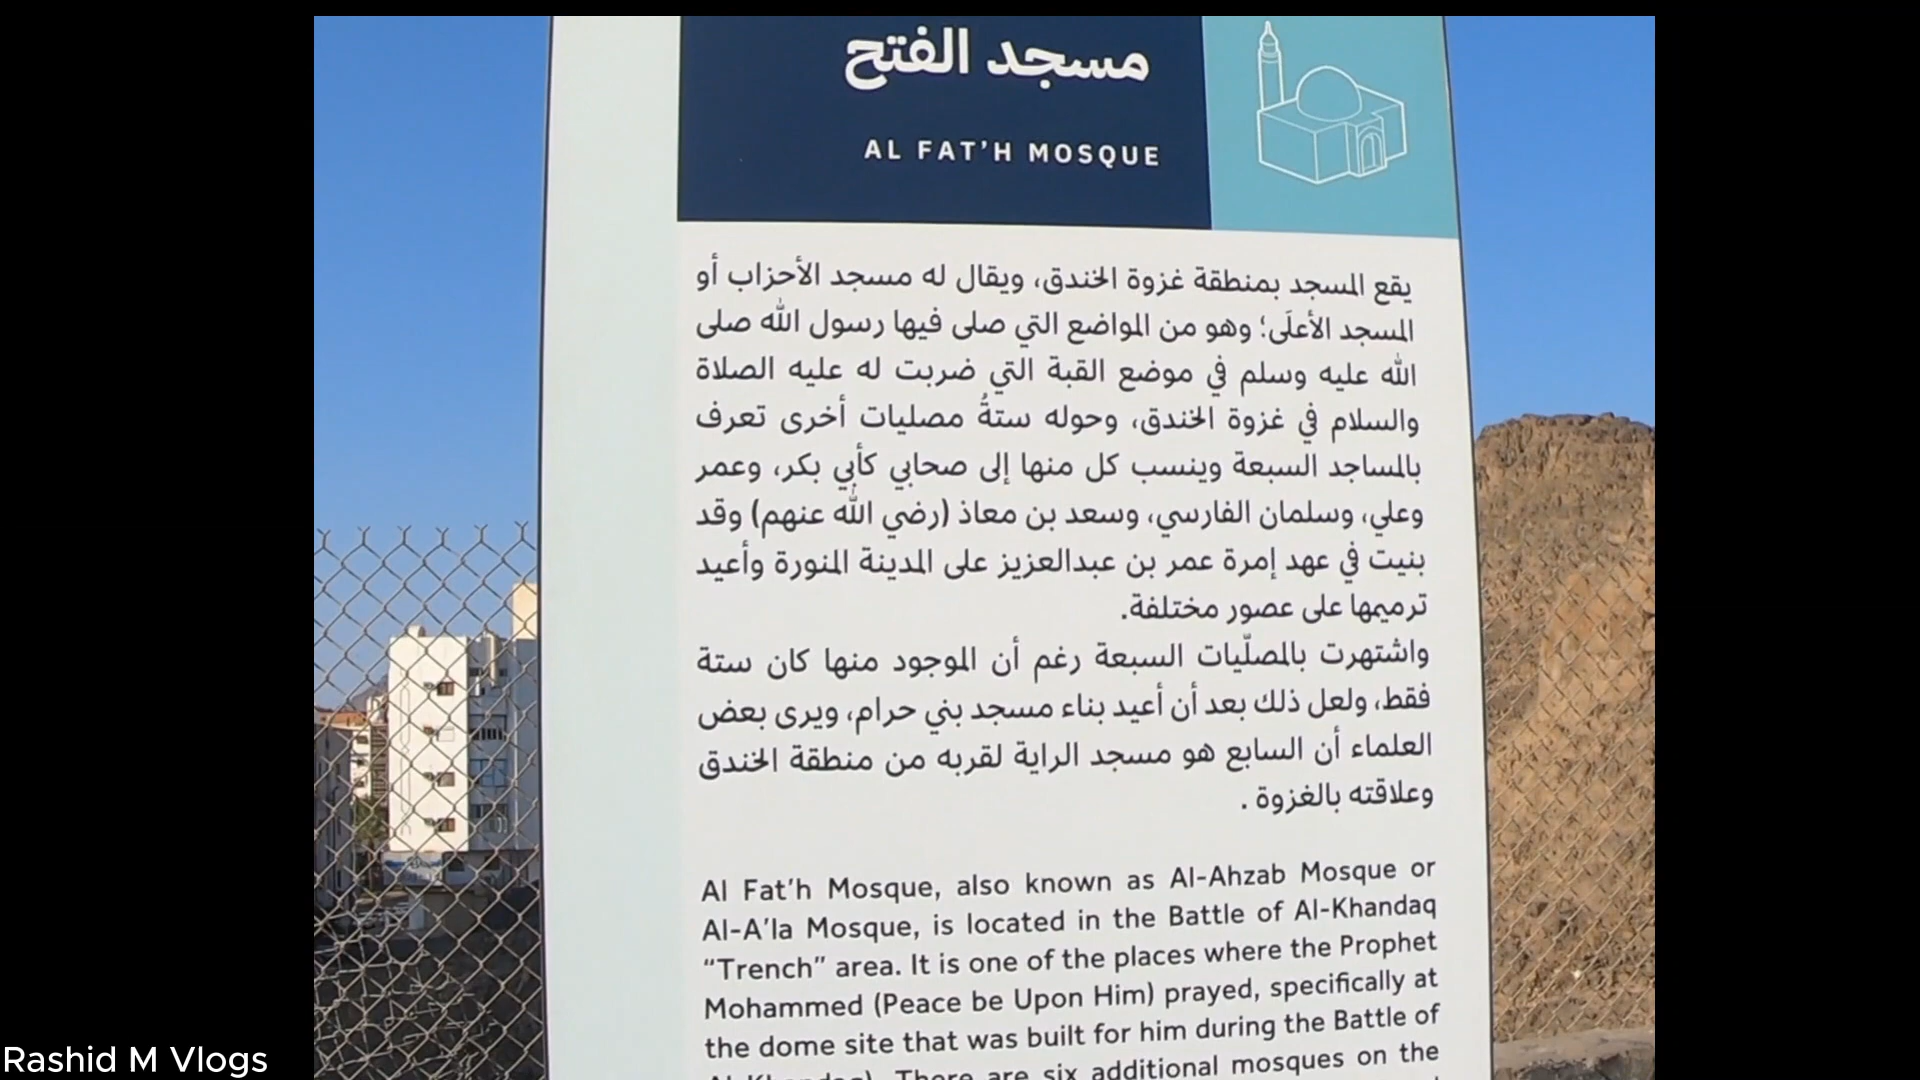 مسجد الفتح
AL FAT'H MOSQUE
يقع المسجد بمنطقة غزوة الخندق، ويقال له مسجد الأحزاب أو
المسجد الأعلَى؛ وهو من المواضع التي صلى فيها رسول الله صلى
الله عليه وسلم في موضع القبة التي ضربت له عليه الصلاة
والسلام في غزوة الخندق، وحوله ستةُ مصليات أخرى تعرف
بالمساجد السبعة وينسب كل منها إلى صحابي كأبي بكر، وعمر
وعلي، وسلمان الفارسي، وسعد بن معاذ (رضي الله عنهم) وقد
بنيت في عهد إمرة عمر بن عبدالعزيز على المدينة المنورة وأعيد
ترميمها على عصور مختلفة.
واشتهرت بالمصلّيات السبعة رغم أن الموجود منها كان ستة
فقط، ولعل ذلك بعد أن أعيد بناء مسجد بني حرام، ويرى بعض
العلماء أن السابع هو مسجد الراية لقربه من منطقة الخندق
وعلاقته بالغزوة .
Al Fat'h Mosque, also known as Al-Ahzab Mosque or
Al-A'la Mosque, is located in the Battle of Al-Khandaq
“Trench” area. It is one of the places where the Prophet
Mohammed (Peace be Upon Him) prayed, specifically at
the dome site that was built for him during the Battle of
Al-Khandaq). There are six additional mosques on the
Rashid M Vlogs